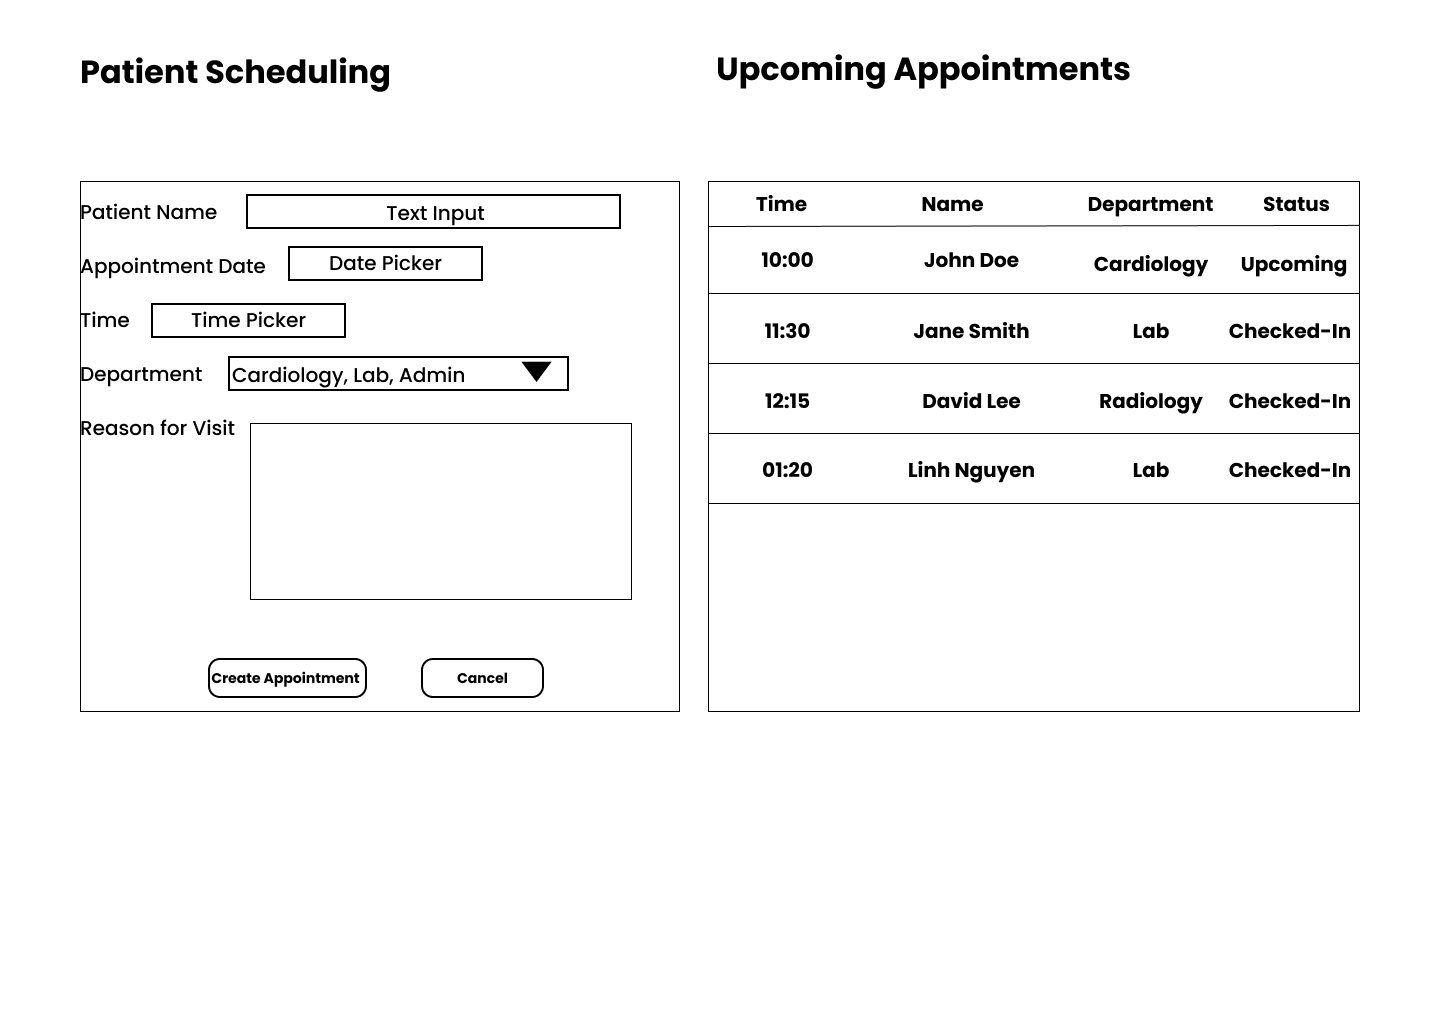 Patient Scheduling
Patient Name Text Input
Appointment Date Date Picker
Time Time Picker
Department Cardiology, Lab, Admin
Reason for Visit
Create Appointment Cancel
Upcoming Appointments
Time Name Department Status
10:00 John Doe Cardiology Upcoming
11:30 Jane Smith Lab Checked-In
12:15 David Lee Radiology Checked-In
01:20 Linh Nguyen Lab Checked-In